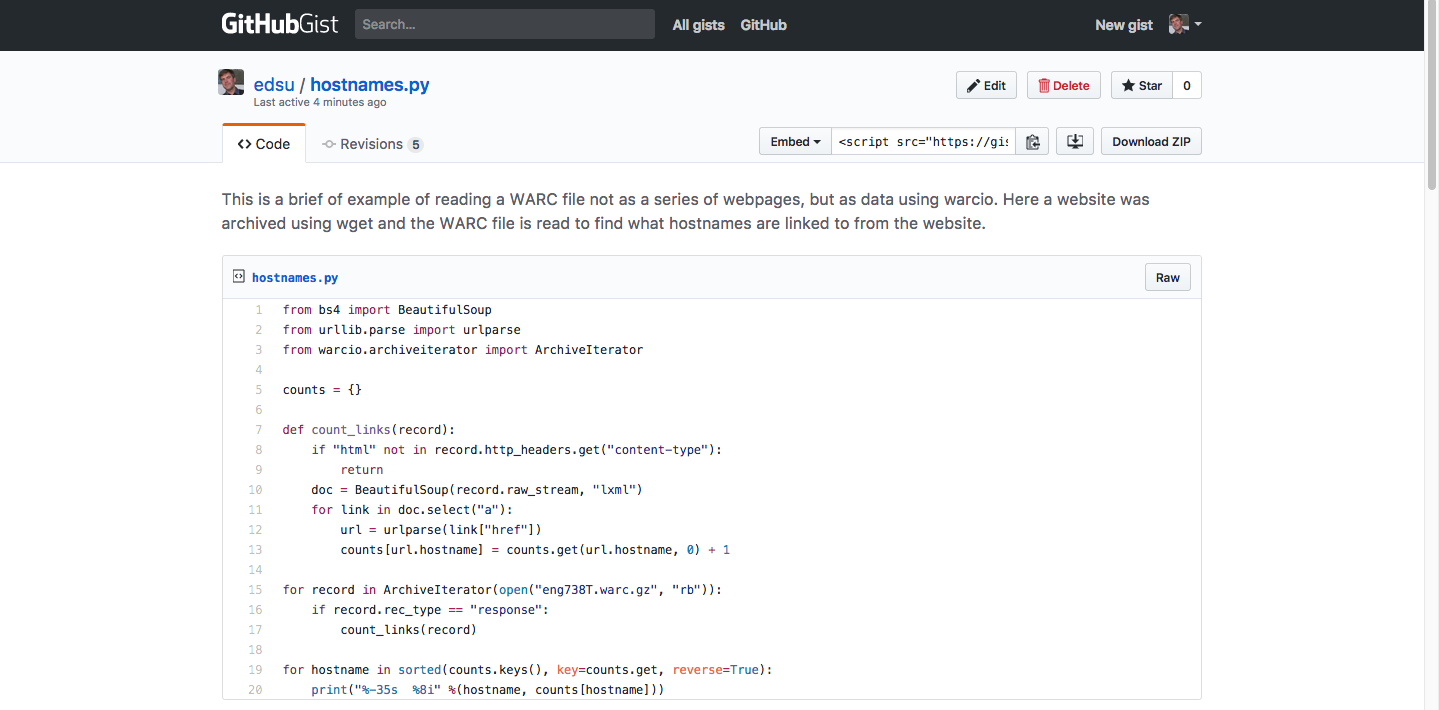 GitHubGist Search... All gists GitHub New gist
edsu / hostnames.py Edit Delete Star 0
Last active 4 minutes ago
Code Revisions 5 Embed <script src="https://gis Download ZIP
This is a brief of example of reading a WARC file not as a series of webpages, but as data using warcio. Here a website was
archived using wget and the WARC file is read to find what hostnames are linked to from the website.
hostnames.py Raw
1 from bs4 import BeautifulSoup
2 from urllib.parse import urlparse
3 from warcio.archiveiterator import ArchiveIterator
4
5 counts = {}
6
7 def count_links(record):
8     if "html" not in record.http_headers.get("content-type"):
9         return
10     doc = BeautifulSoup(record.raw_stream, "lxml")
11     for link in doc.select("a"):
12         url = urlparse(link["href"])
13         counts[url.hostname] = counts.get(url.hostname, 0) + 1
14
15 for record in ArchiveIterator(open("eng738T.warc.gz", "rb")):
16     if record.rec_type == "response":
17         count_links(record)
18
19 for hostname in sorted(counts.keys(), key=counts.get, reverse=True):
20     print("%-35s  %8i" %(hostname, counts[hostname]))